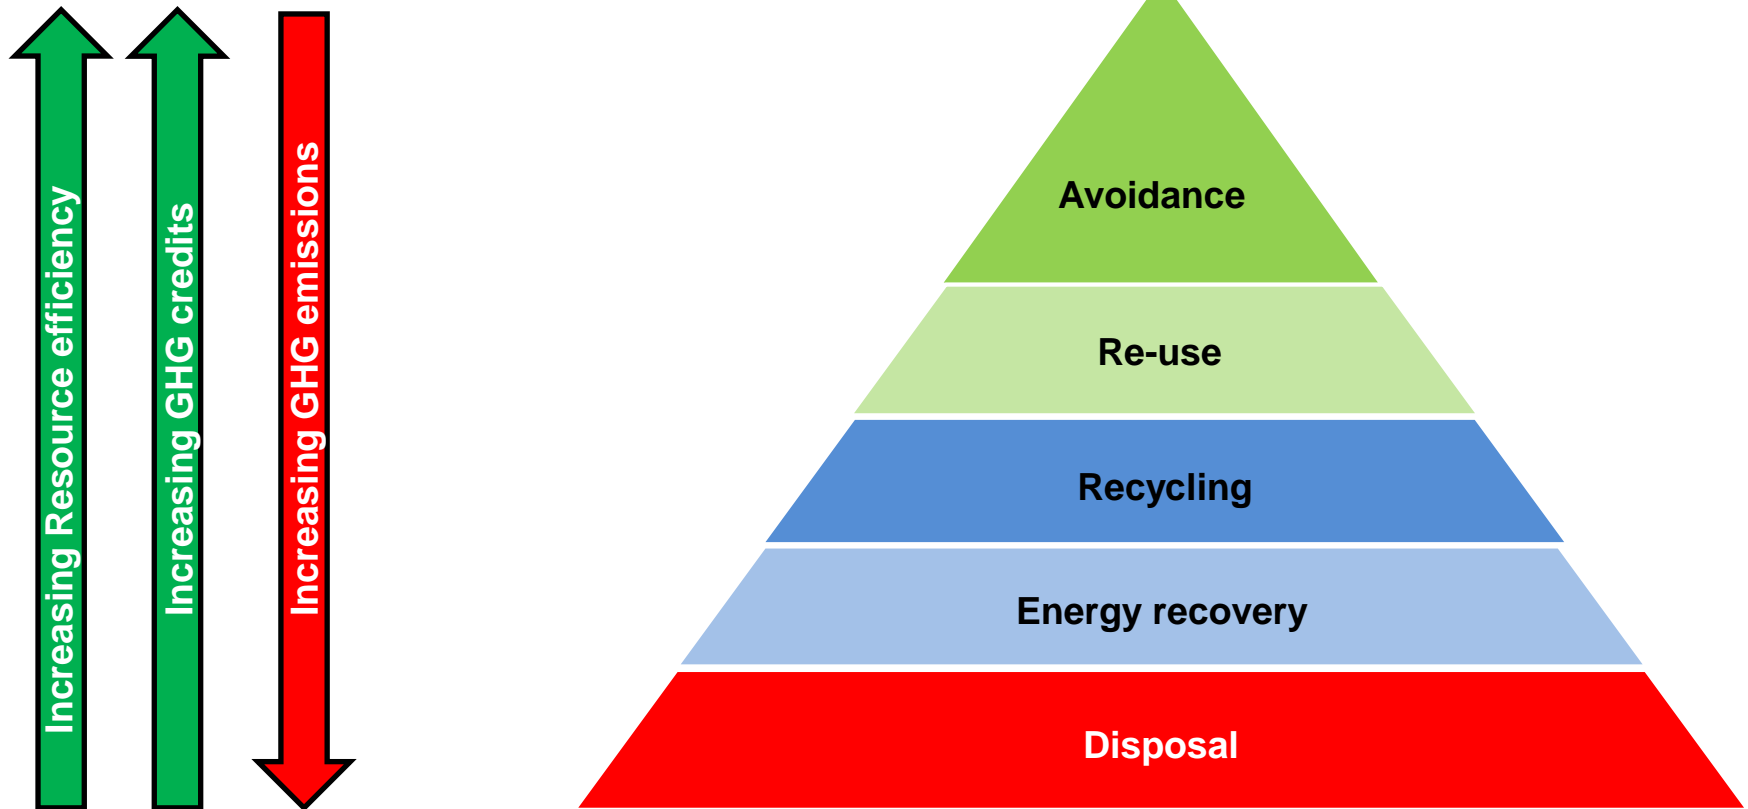 Increasing Resource efficiency
Increasing GHG credits
Increasing GHG emissions
Avoidance
Re-use
Recycling
Energy recovery
Disposal